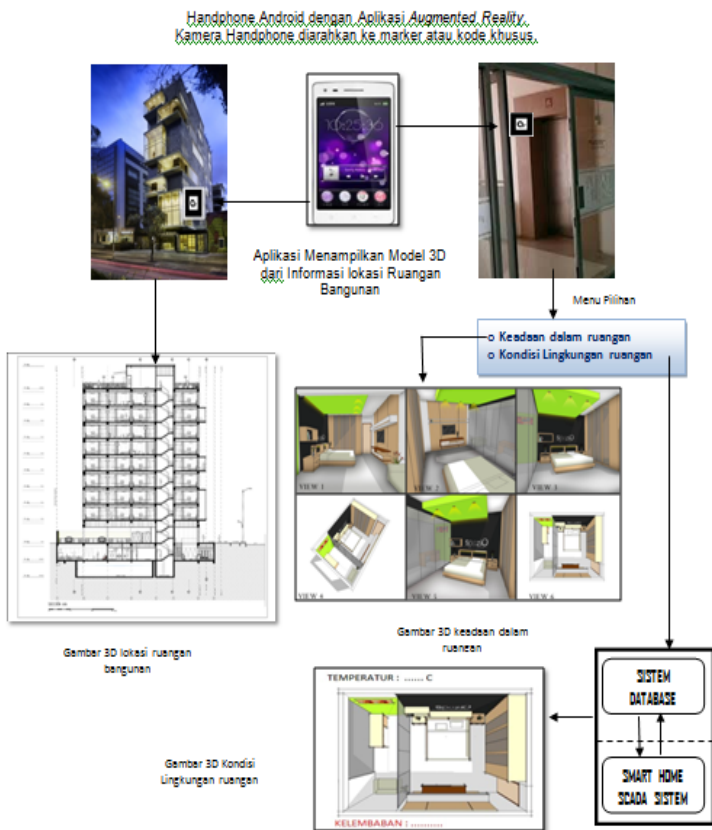 Handphone Android dengan Aplikasi Augmented Reality.
Kamera Handphone diarahkan ke marker atau kode khusus.
10:25:36
Aplikasi Menampilkan Model 3D
dari Informasi lokasi Ruangan
Bangunan
Menu Pilihan
o Keadaan dalam ruangan
o Kondisi Lingkungan ruangan
VIEW 1
VIEW 2
VIEW 3
VIEW 4
VIEW 5
VIEW 6
Gambar 3D keadaan dalam
ruangan
Gambar 3D lokasi ruangan
bangunan
TEMPERATUR : ...... C
SISTEM
DATABASE
Gambar 3D Kondisi
Lingkungan ruangan
SMART HOME
SCADA SISTEM
KELEMBABAN : .........